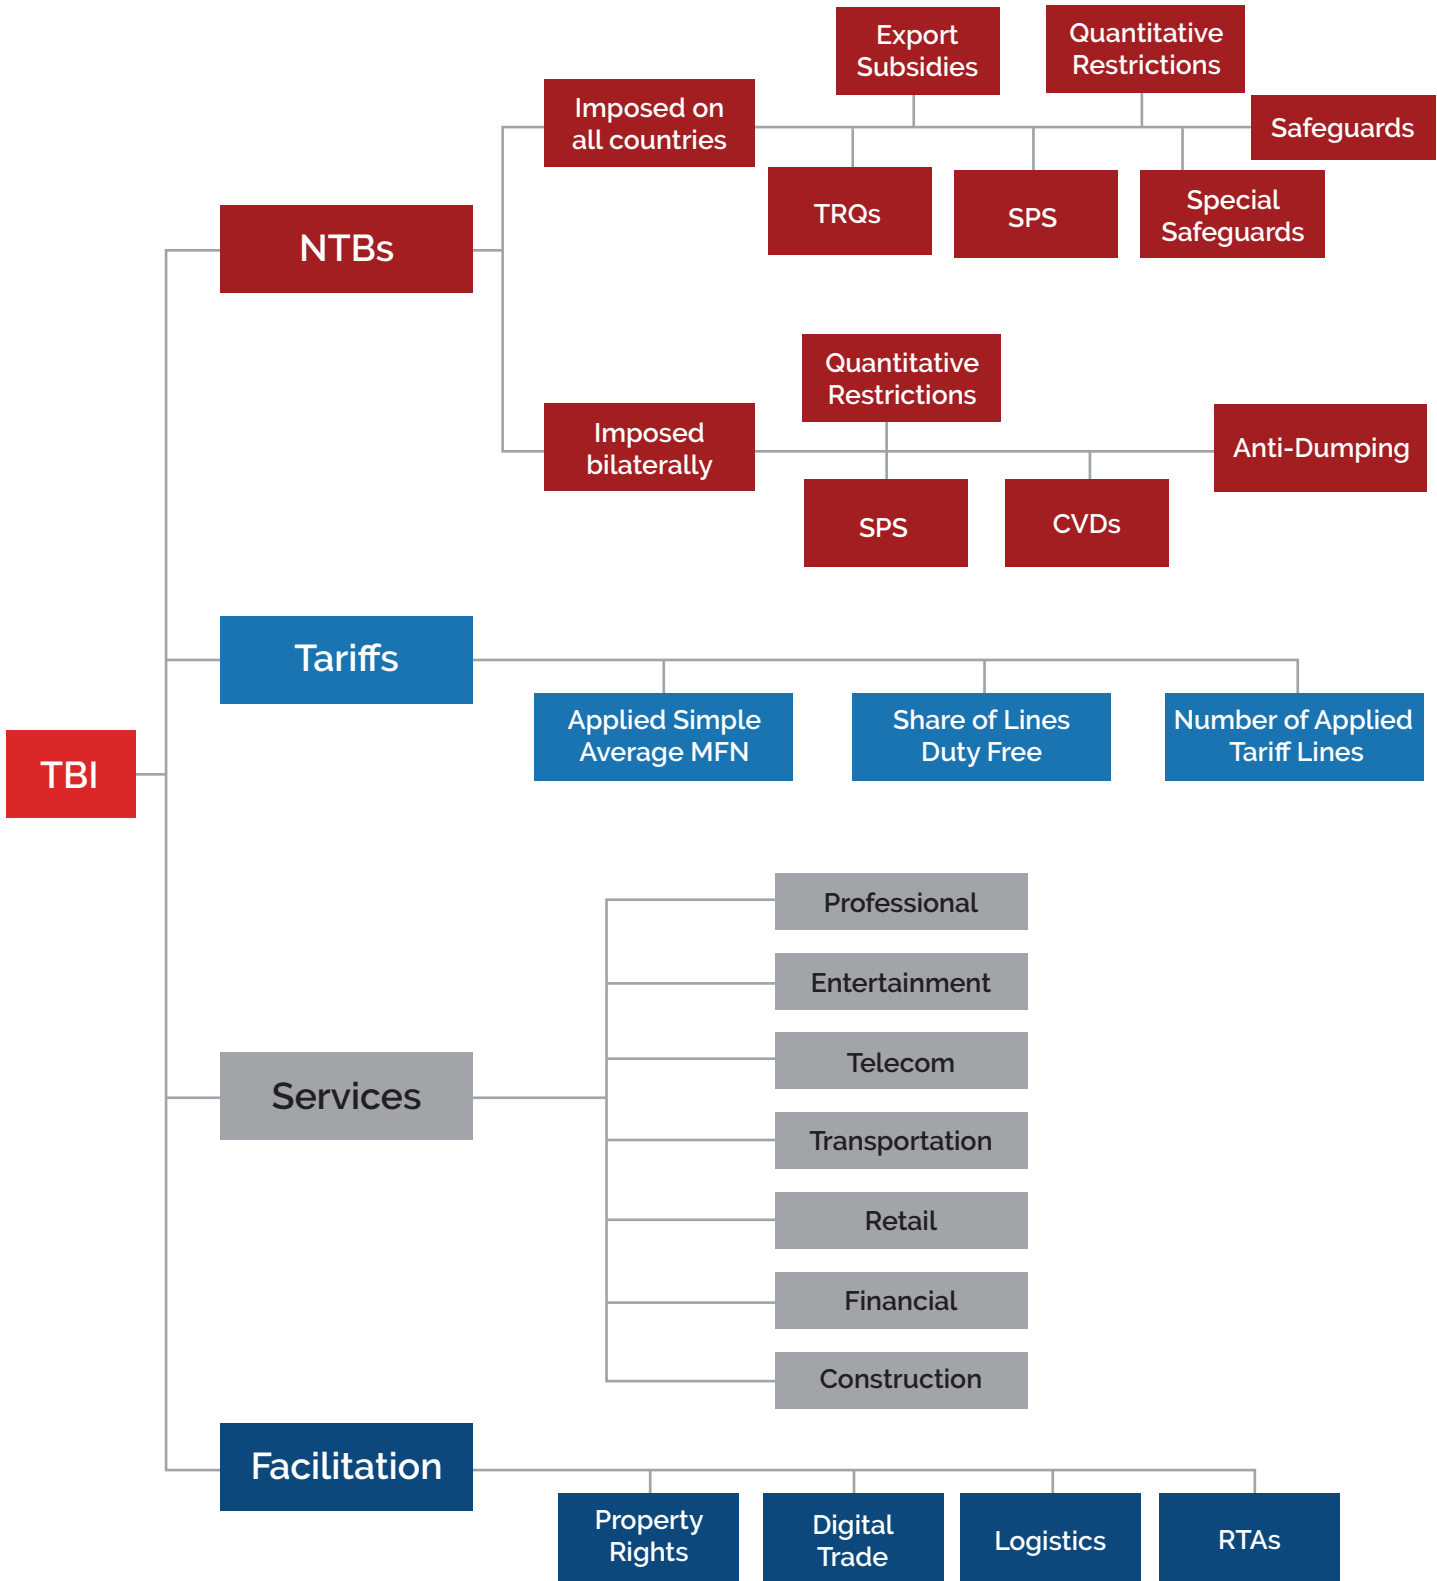 Export
Subsidies
Quantitative
Restrictions
Imposed on
all countries
Safeguards
TRQs
SPS
Special
Safeguards
NTBs
Quantitative
Restrictions
Imposed
bilaterally
Anti-Dumping
SPS
CVDs
Tariffs
Applied Simple
Average MFN
Share of Lines
Duty Free
Number of Applied
Tariff Lines
TBI
Professional
Entertainment
Telecom
Services
Transportation
Retail
Financial
Construction
Facilitation
Property
Rights
Digital
Trade
Logistics
RTAs